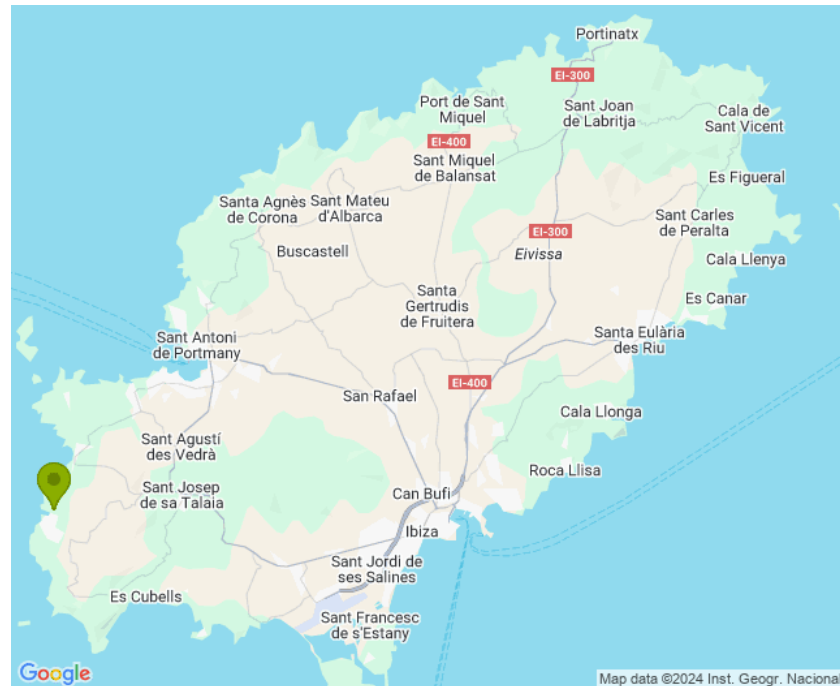 Portinatx
EI-300
Port de Sant
Miquel
Sant Joan
de Labritja
Cala de
Sant Vicent
EI-400
Sant Miquel
de Balansat
Es Figueral
Santa Agnès
de Corona
Sant Mateu
d'Albarca
Sant Carles
de Peralta
EI-300
Buscastell
Eivissa
Cala Llenya
Santa
Gertrudis
de Fruitera
Es Canar
Sant Antoni
de Portmany
Santa Eulària
des Riu
EI-400
San Rafael
Cala Llonga
Sant Agustí
des Vedrà
Roca Llisa
Sant Josep
de sa Talaia
Can Bufi
Ibiza
Sant Jordi de
ses Salines
Es Cubells
Sant Francesc
de s'Estany
Google
Map data ©2024 Inst. Geogr. Nacional